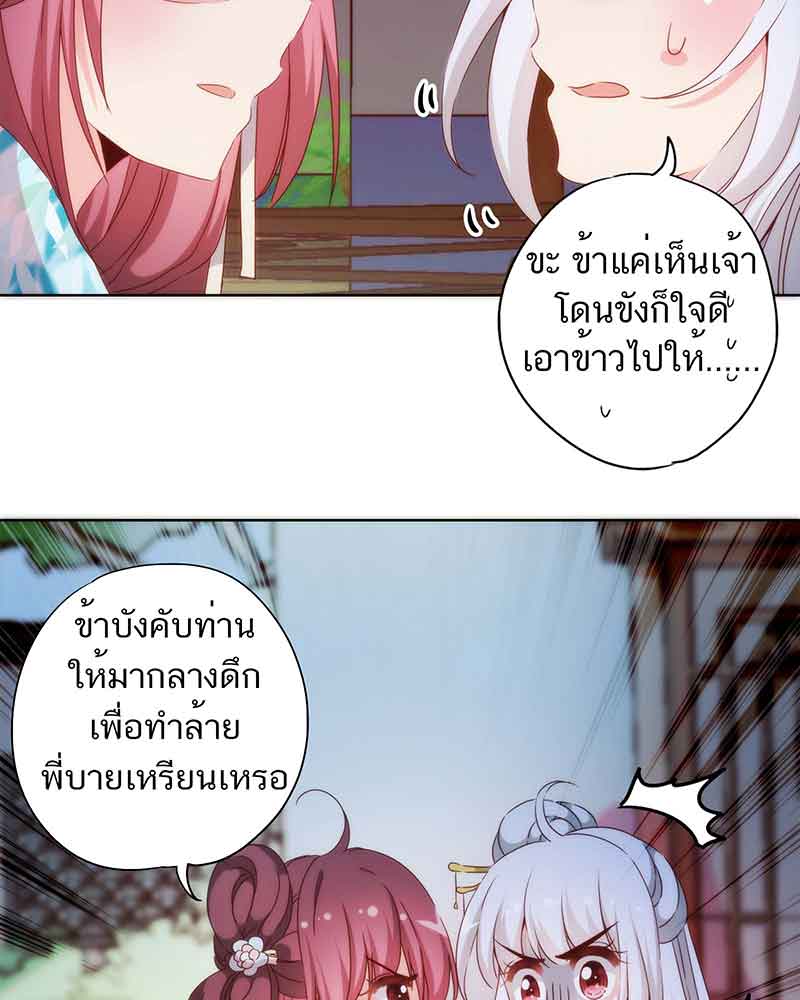 ขะ ข้าแค่เห็นเจ้า
โดนขังก็ใจดี
เอาข้าวไปให้......
ข้าบังคับท่าน
ให้มากลางดึก
เพื่อทำล้าย
พี่บายเหรียนเหรอ